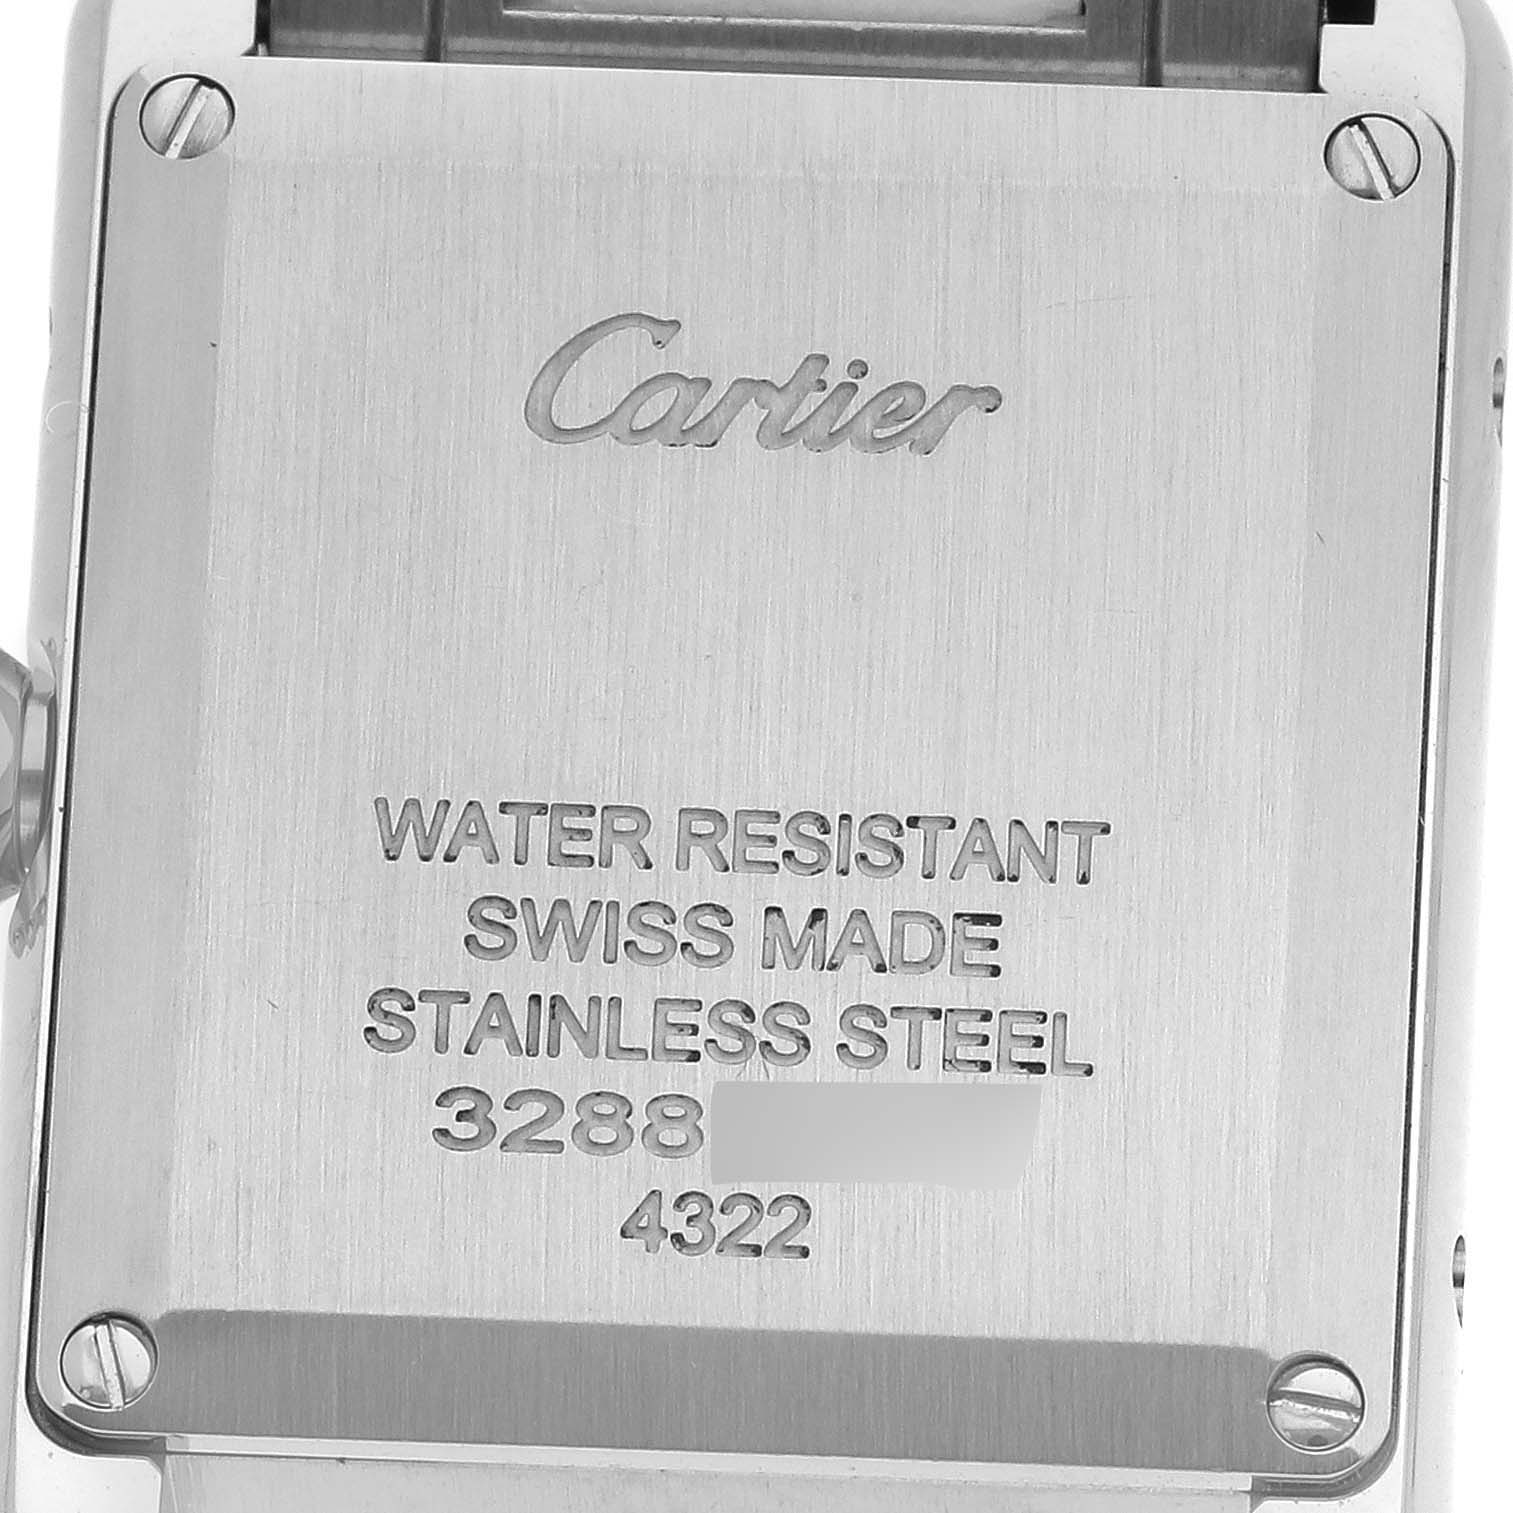 Cartier
WATER RESISTANT
SWISS MADE
STAINLESS STEEL
3288
4322